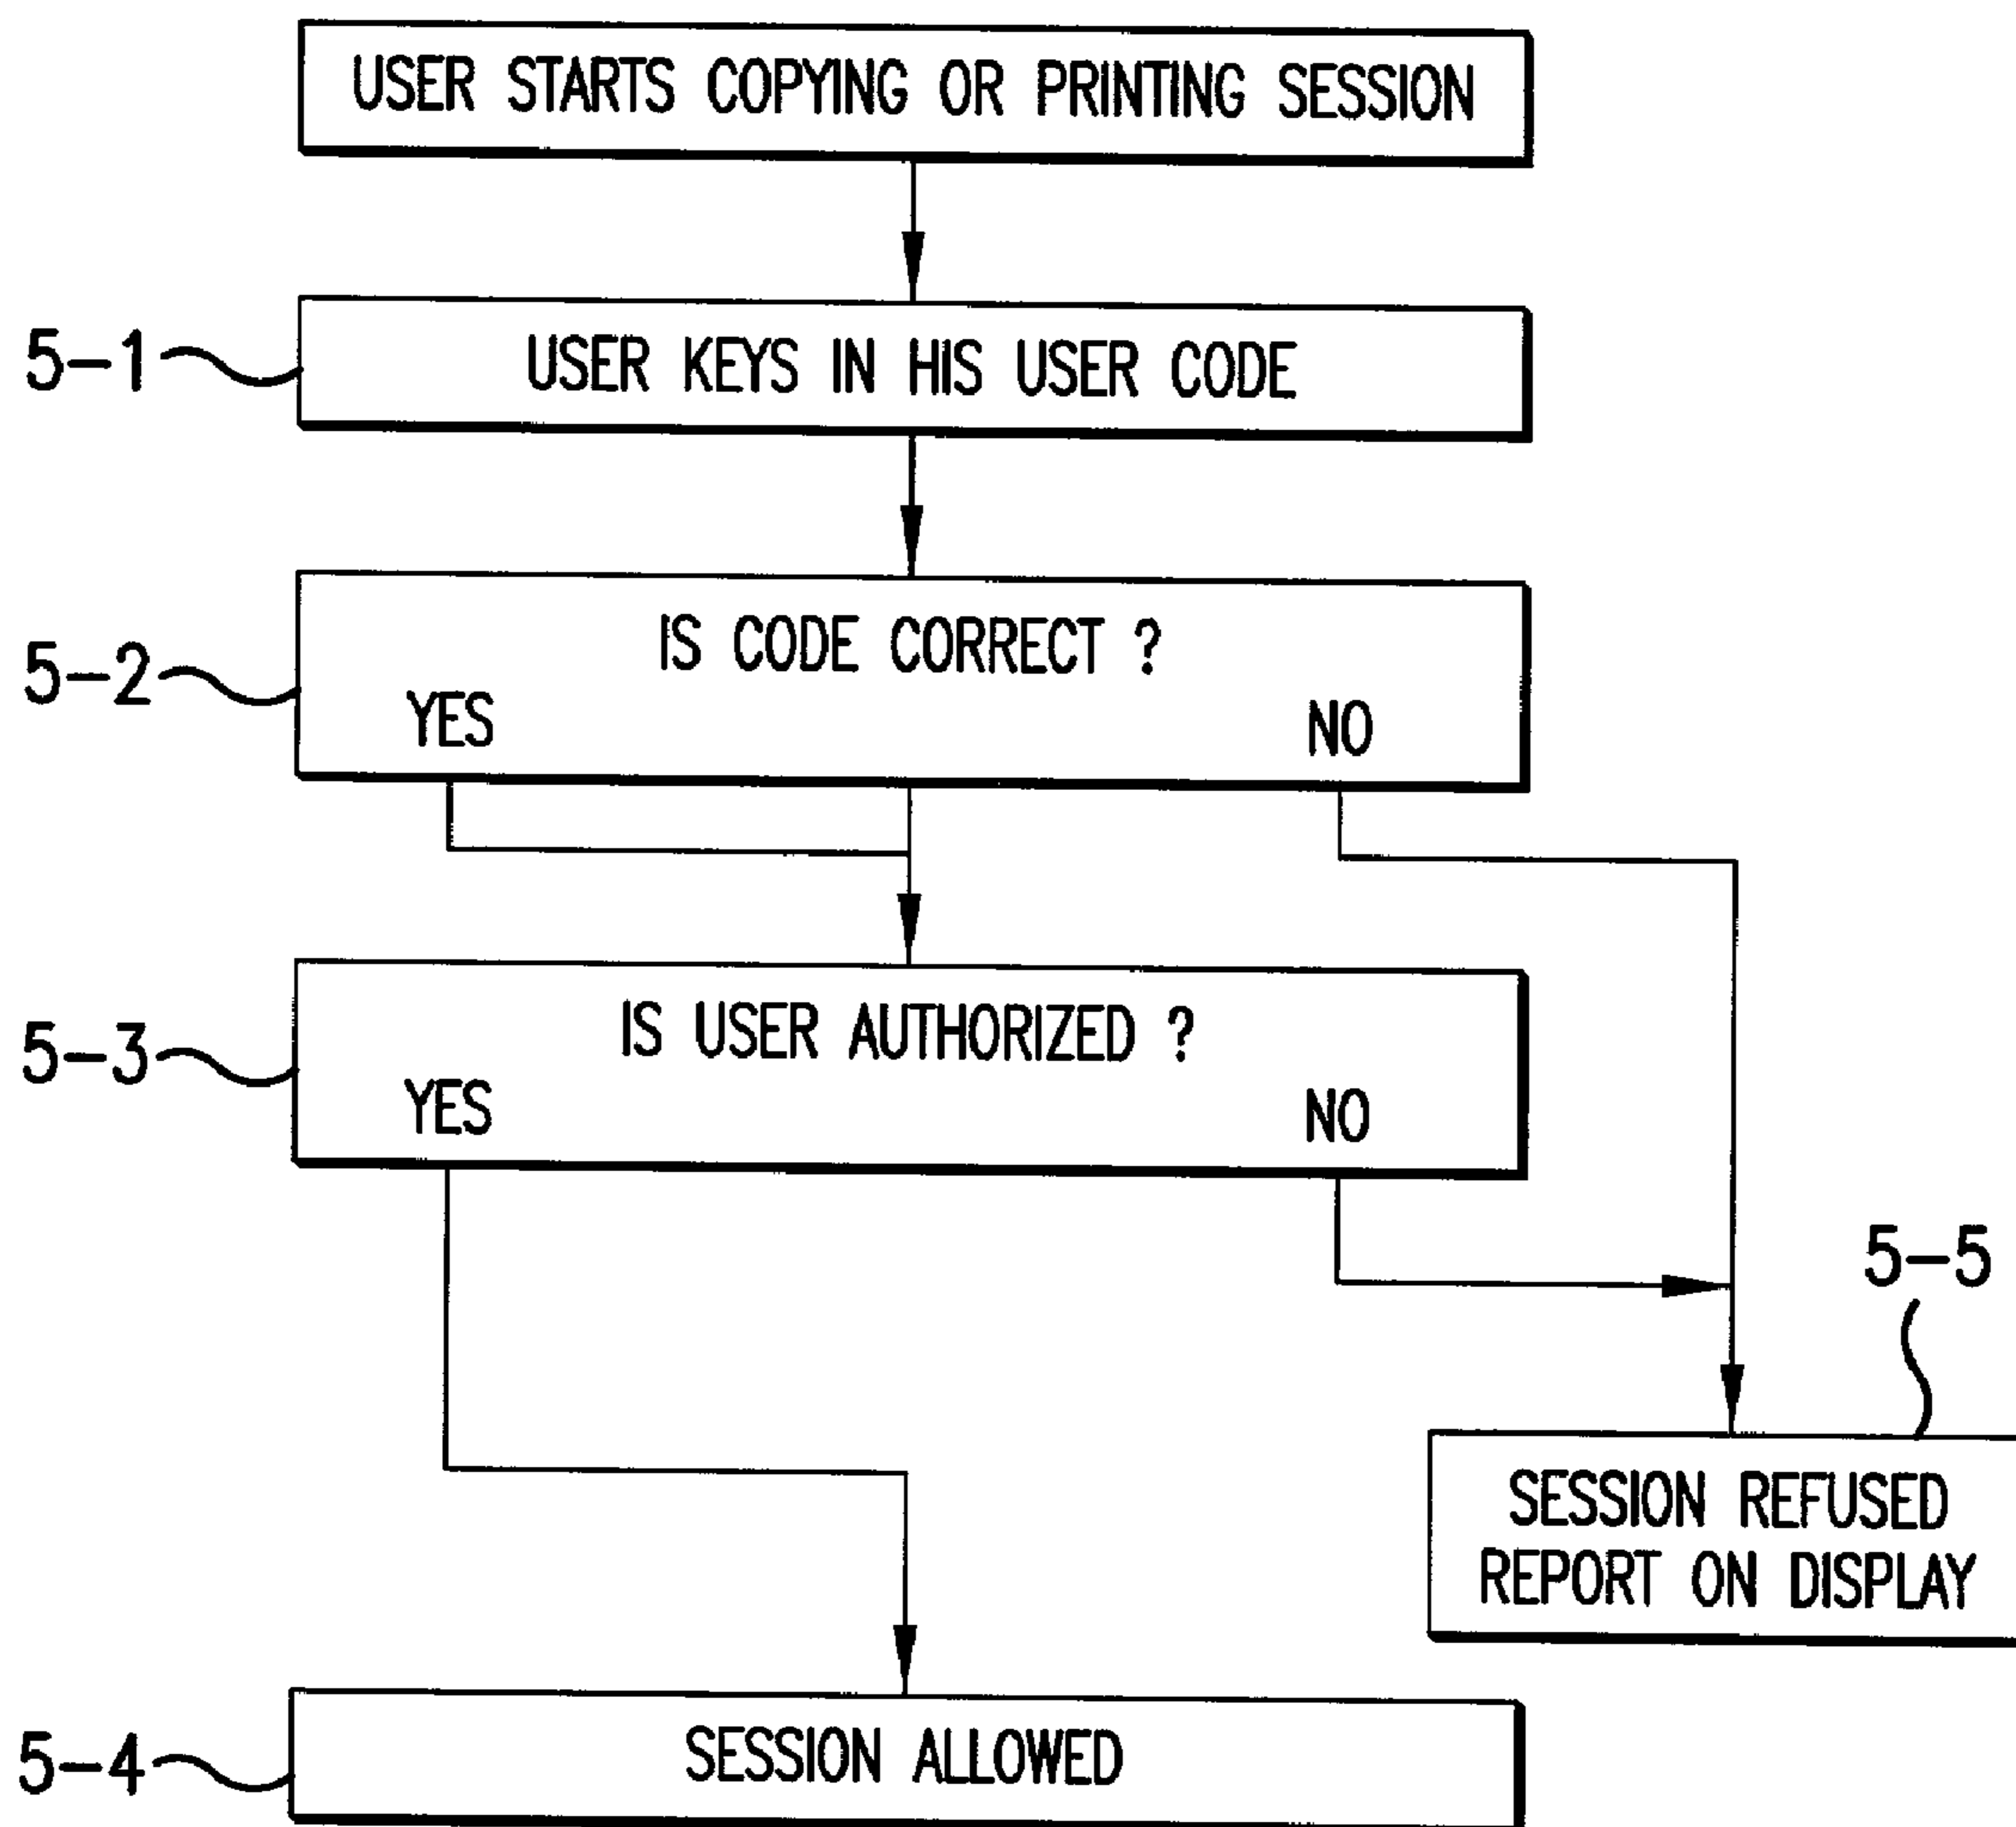 USER STARTS COPYING OR PRINTING SESSION
5-1
USER KEYS IN HIS USER CODE
5-2
IS CODE CORRECT ?
YES
NO
5-3
IS USER AUTHORIZED ?
YES
NO
5-5
SESSION REFUSED
REPORT ON DISPLAY
5-4
SESSION ALLOWED